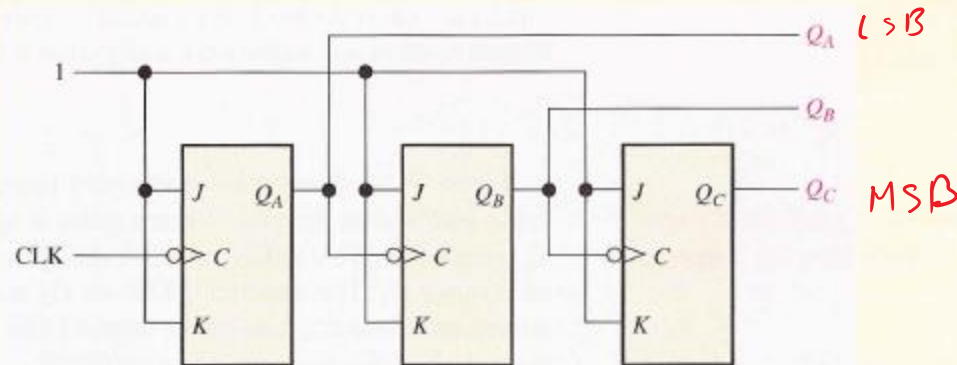 Q_A LSB
1
Q_B
J Q_A J Q_B J Q_C Q_C MSB
CLK C C C
K K K